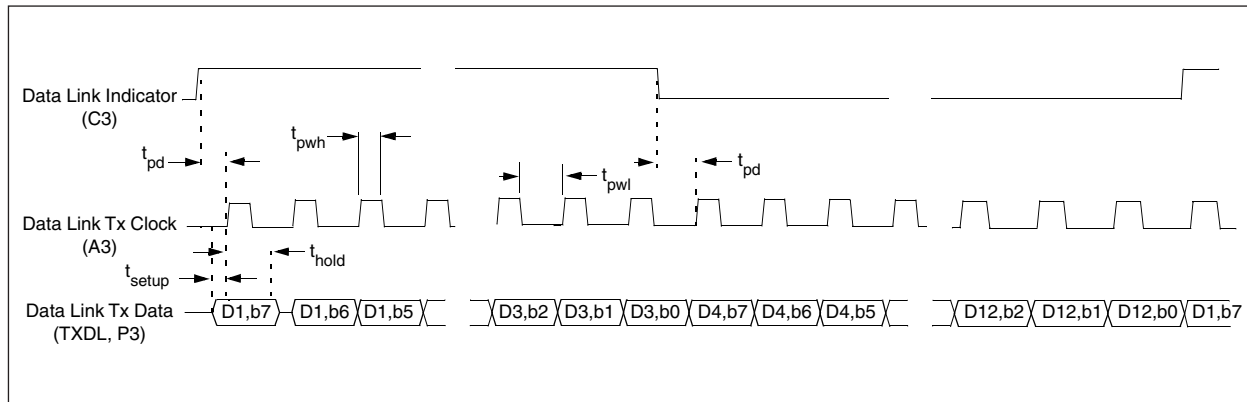 Data Link Indicator
(C3)
t_pwh
t_pd
t_pwl
t_pd
Data Link Tx Clock
(A3)
t_hold
t_setup
Data Link Tx Data
(TXDL, P3)
D1,b7 D1,b6 D1,b5 D3,b2 D3,b1 D3,b0 D4,b7 D4,b6 D4,b5 D12,b2 D12,b1 D12,b0 D1,b7